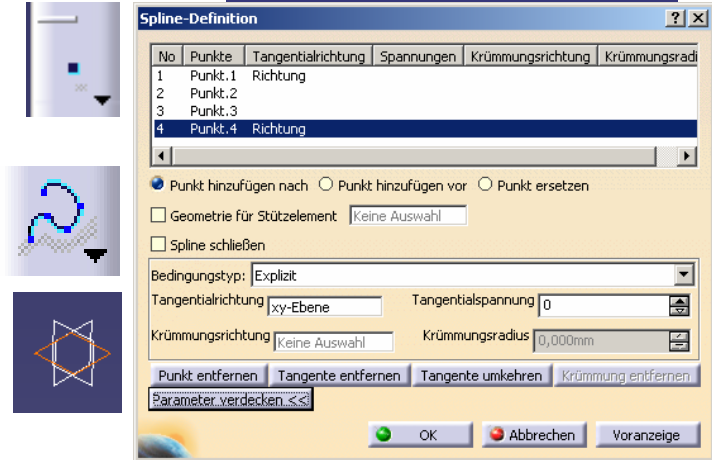 Spline-Definition
No Punkte Tangentialrichtung Spannungen Krümmungsrichtung Krümmungsradi
1 Punkt.1 Richtung
2 Punkt.2
3 Punkt.3
4 Punkt.4 Richtung
Punkt hinzufügen nach Punkt hinzufügen vor Punkt ersetzen
Geometrie für Stützelement Keine Auswahl
Spline schließen
Bedingungstyp: Explizit
Tangentialrichtung xy-Ebene Tangentialspannung 0
Krümmungsrichtung Keine Auswahl Krümmungsradius 0,000mm
Punkt entfernen Tangente entfernen Tangente umkehren Krümmung entfernen
Parameter verdecken <<
OK Abbrechen Voranzeige